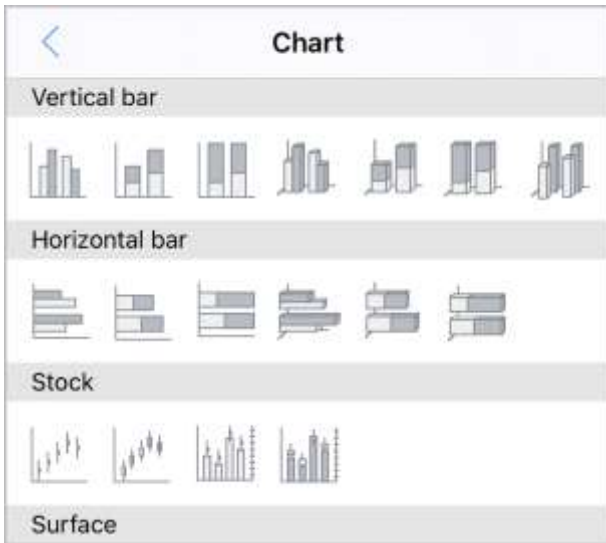 Chart
Vertical bar
Horizontal bar
Stock
Surface